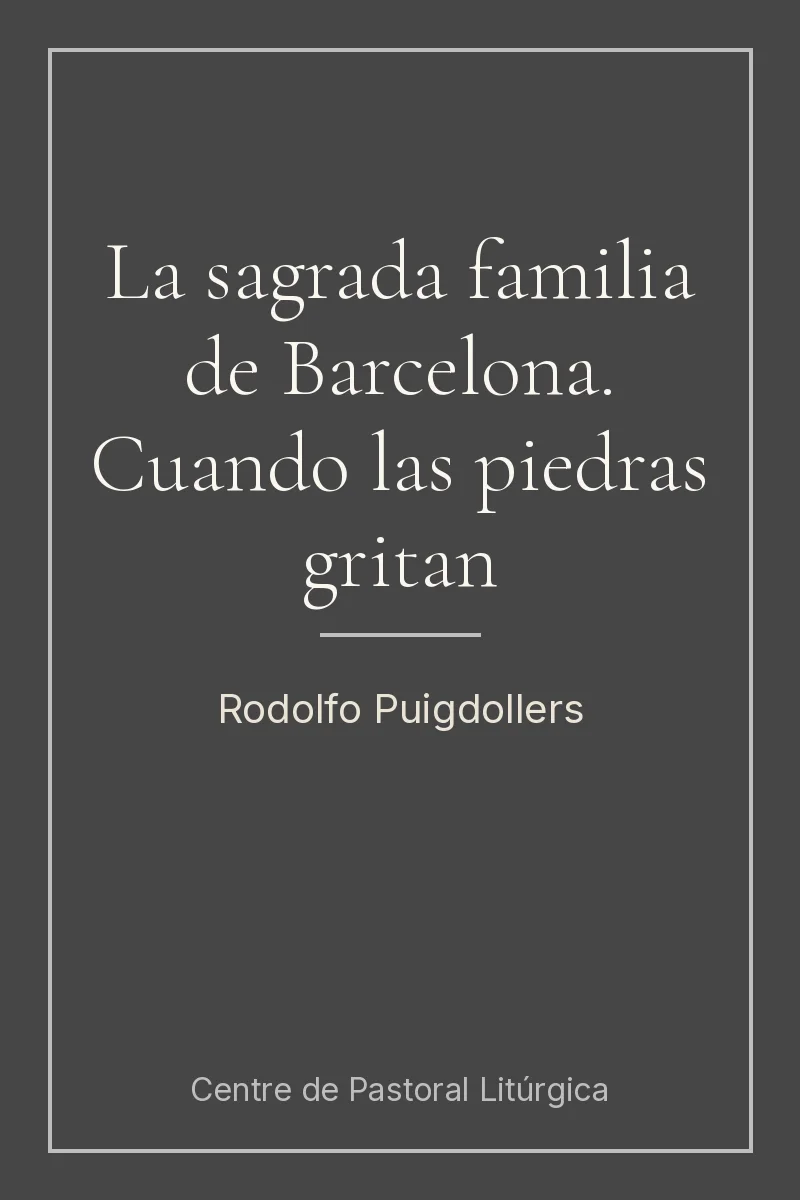 La sagrada familia
de Barcelona.
Cuando las piedras
gritan
Rodolfo Puigdollers
Centre de Pastoral Litúrgica